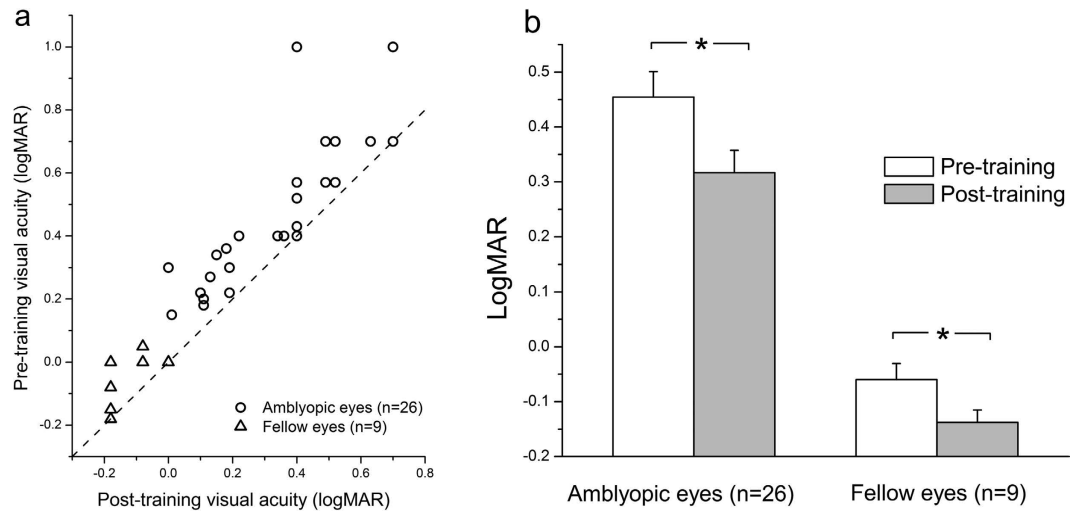 a
Pre-training visual acuity (logMAR)
1.0
0.8
0.6
0.4
0.2
0.0
-0.2
-0.2
0.0
0.2
0.4
0.6
0.8
Amblyopic eyes (n=26)
Fellow eyes (n=9)
Post-training visual acuity (logMAR)
b
LogMAR
0.5
0.4
0.3
0.2
0.1
0.0
-0.1
-0.2
*
*
Pre-training
Post-training
Amblyopic eyes (n=26)
Fellow eyes (n=9)